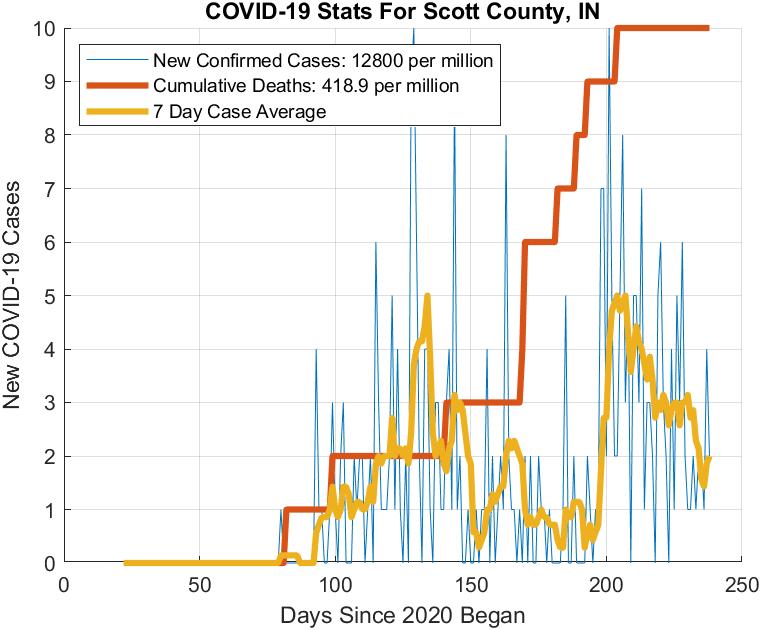 COVID-19 Stats For Scott County, IN
New Confirmed Cases: 12800 per million
Cumulative Deaths: 418.9 per million
7 Day Case Average
New COVID-19 Cases
10
9
8
7
6
5
4
3
2
1
0
0 50 100 150 200 250
Days Since 2020 Began